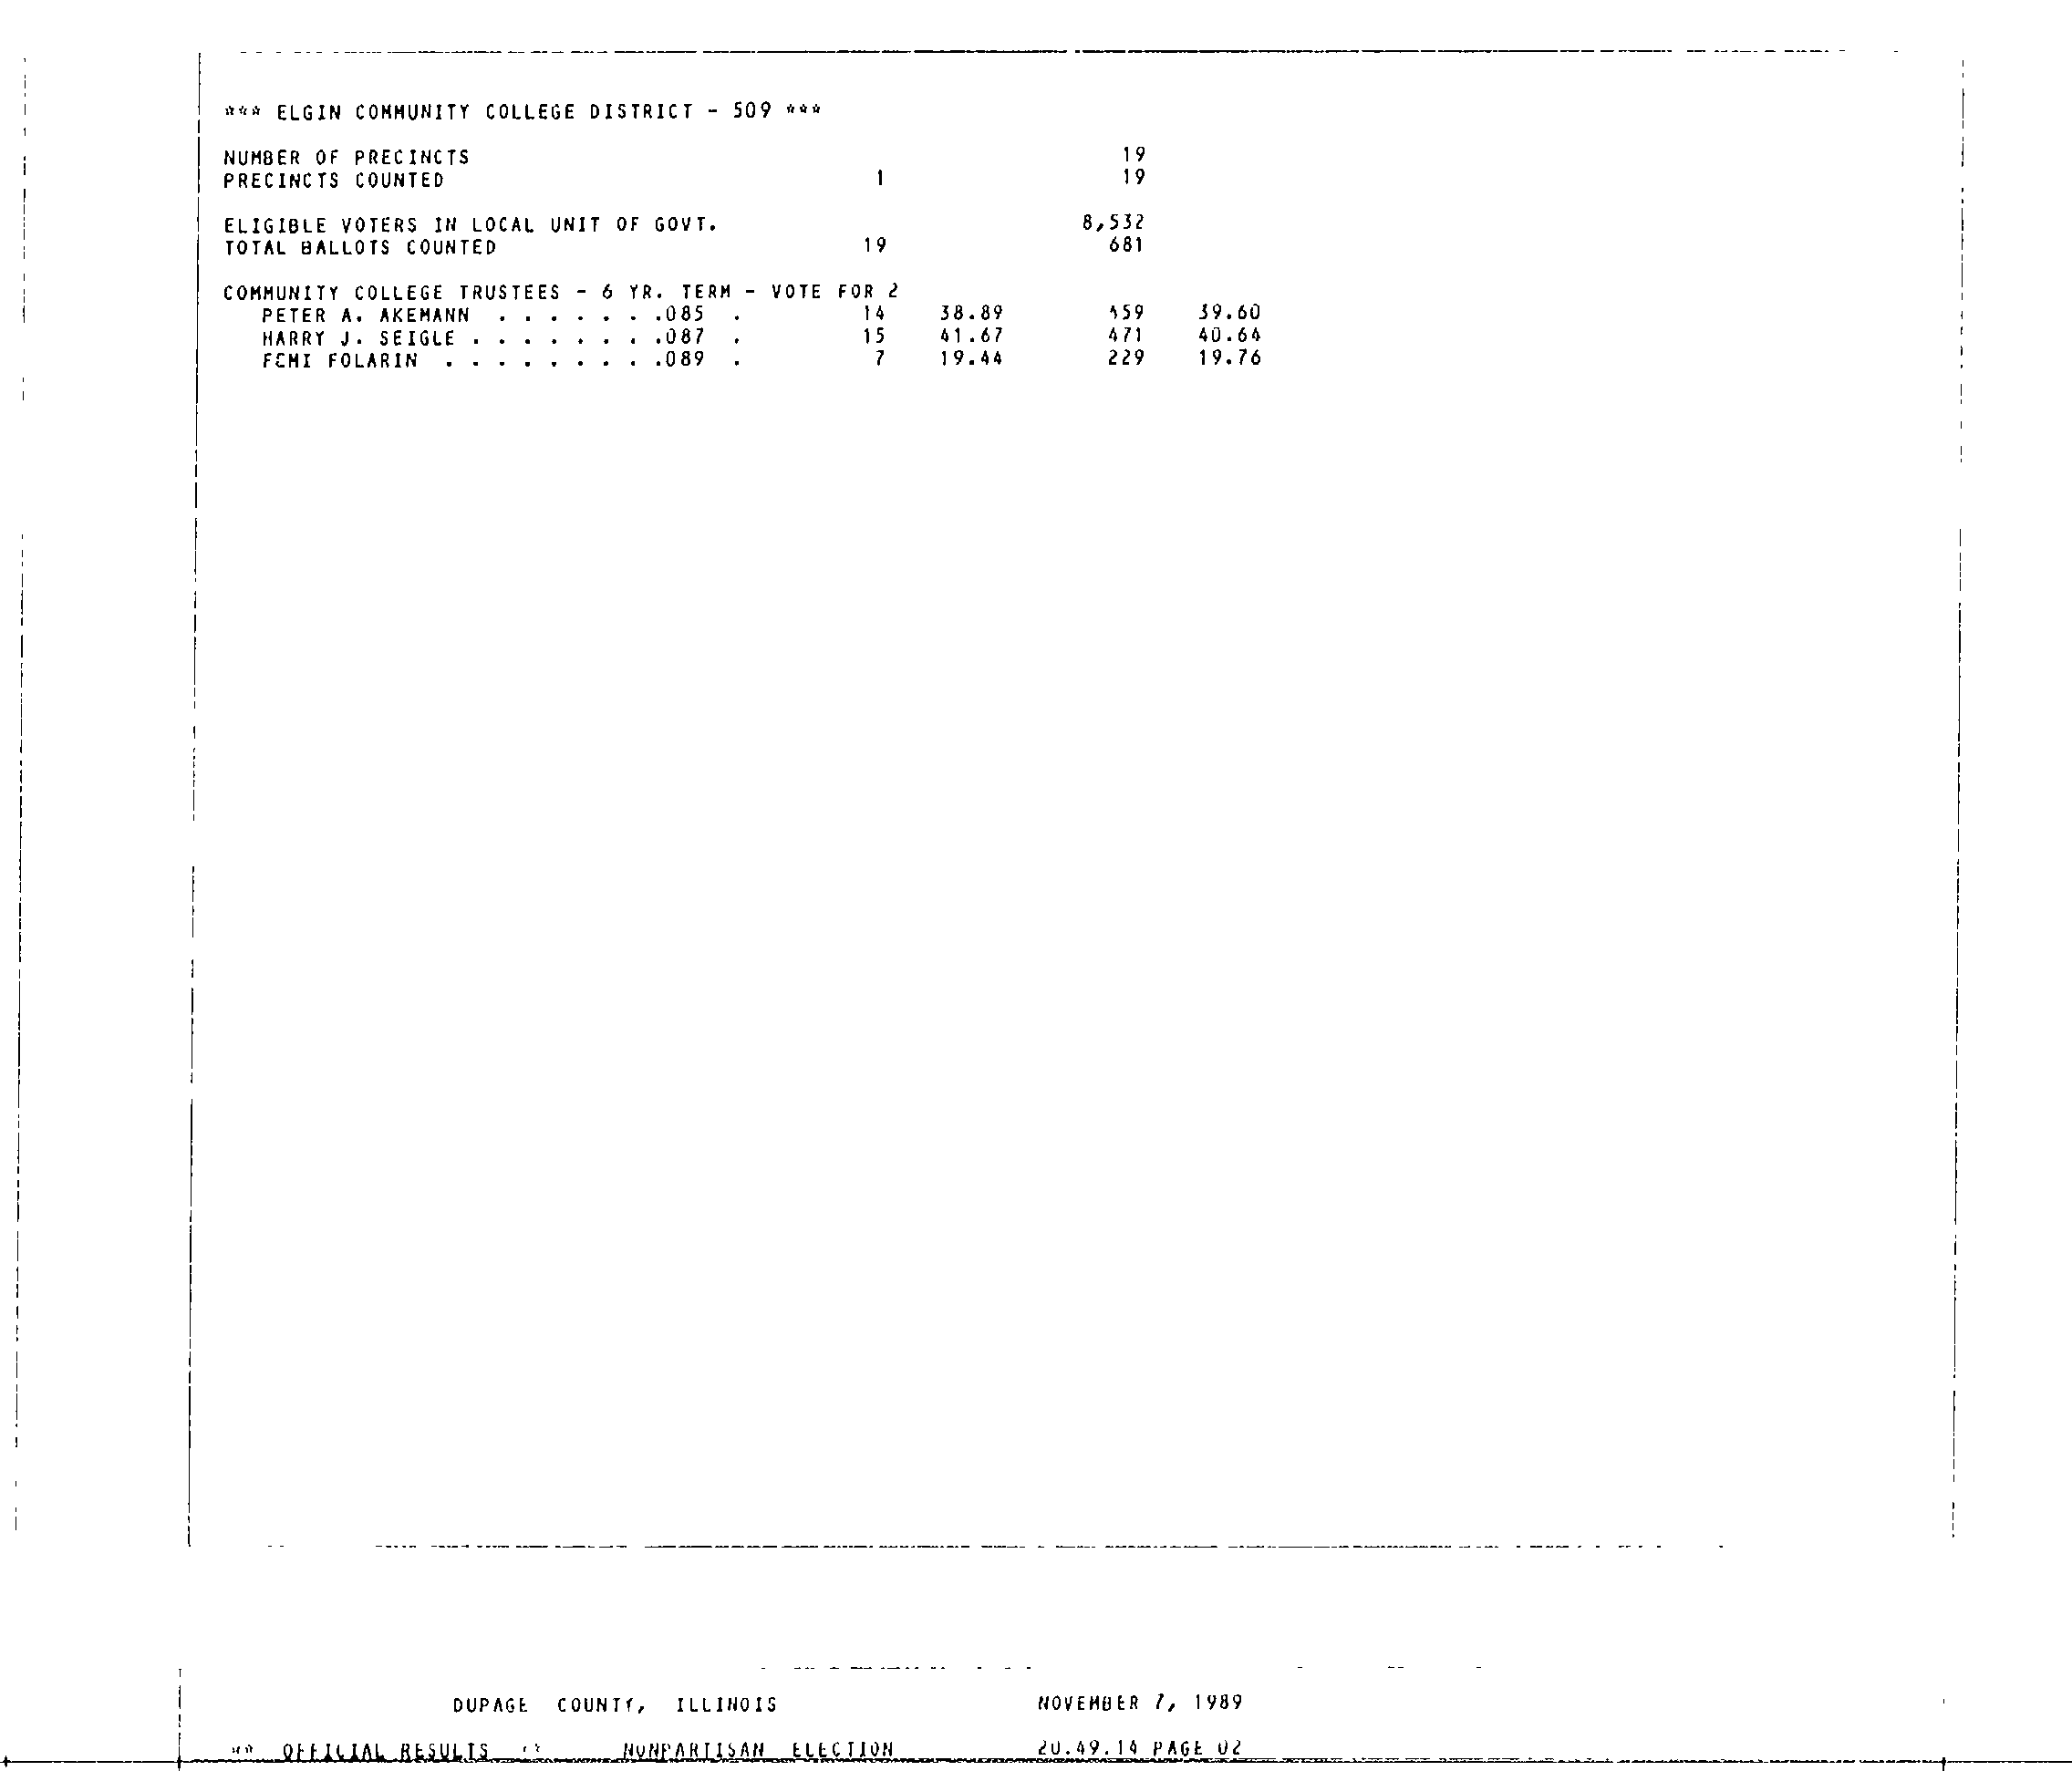 *** ELGIN COMMUNITY COLLEGE DISTRICT - 509 ***
NUMBER OF PRECINCTS 19
PRECINCTS COUNTED 1 19
ELIGIBLE VOTERS IN LOCAL UNIT OF GOVT. 8,532
TOTAL BALLOTS COUNTED 19 681
COMMUNITY COLLEGE TRUSTEES - 6 YR. TERM - VOTE FOR 2
PETER A. AKEMANN . . . . . . .085 . 14 38.89 459 39.60
HARRY J. SEIGLE . . . . . . . .087 . 15 41.67 471 40.64
FEMI FOLARIN . . . . . . . . .089 . 7 19.44 229 19.76
DUPAGE COUNTY, ILLINOIS NOVEMBER 7, 1989
** OFFICIAL RESULTS ** NONPARTISAN ELECTION 20.49.14 PAGE 02